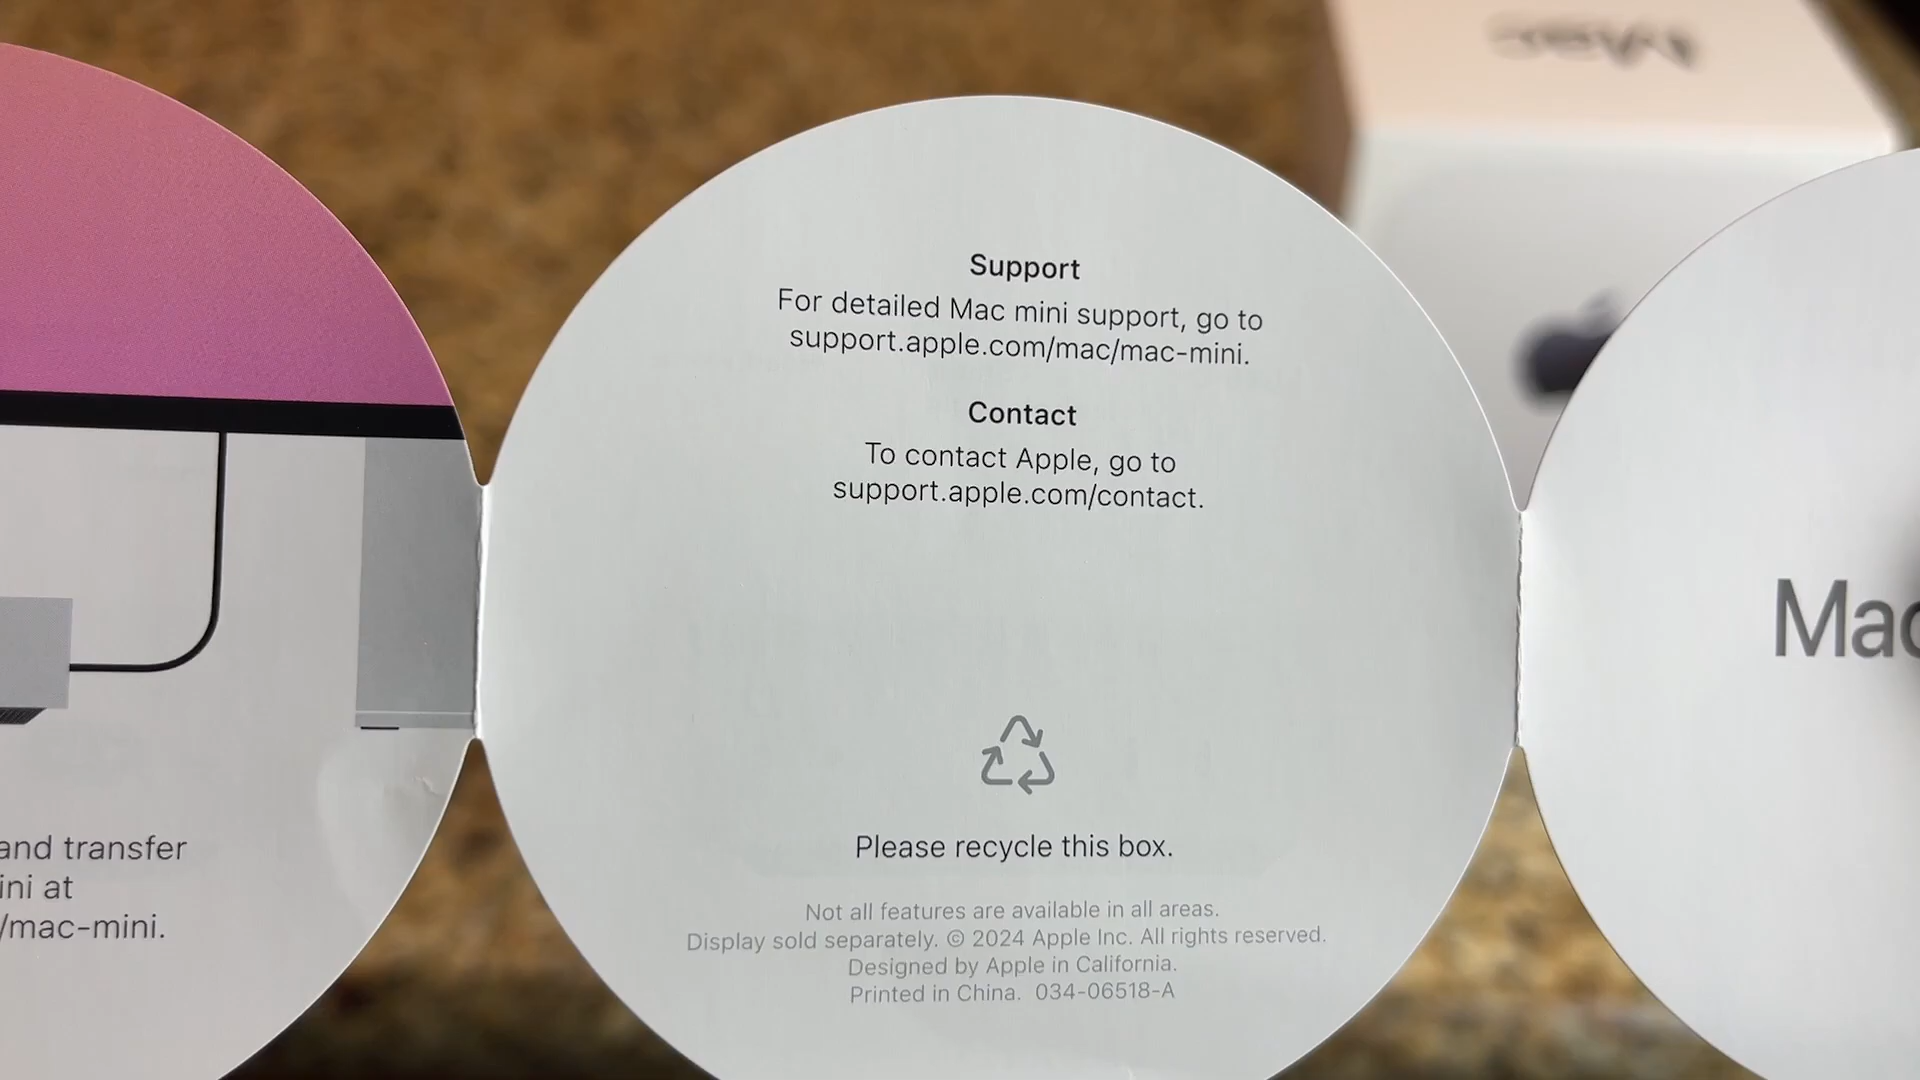 and transfer
ini at
/mac-mini.
Support
For detailed Mac mini support, go to
support.apple.com/mac/mac-mini.
Contact
To contact Apple, go to
support.apple.com/contact.
Please recycle this box.
Not all features are available in all areas.
Display sold separately. © 2024 Apple Inc. All rights reserved.
Designed by Apple in California.
Printed in China. 034-06518-A
Mac
Mac